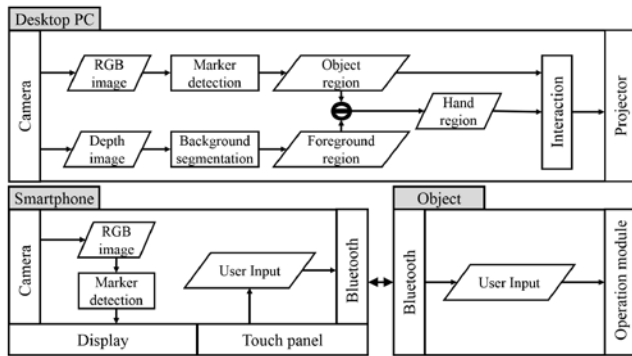 Desktop PC
Camera
RGB
image
Marker
detection
Object
region
Depth
image
Background
segmentation
Foreground
region
Hand
region
Interaction
Projector
Smartphone
Camera
RGB
image
Marker
detection
User Input
Bluetooth
Display
Touch panel
Object
Bluetooth
User Input
Operation module